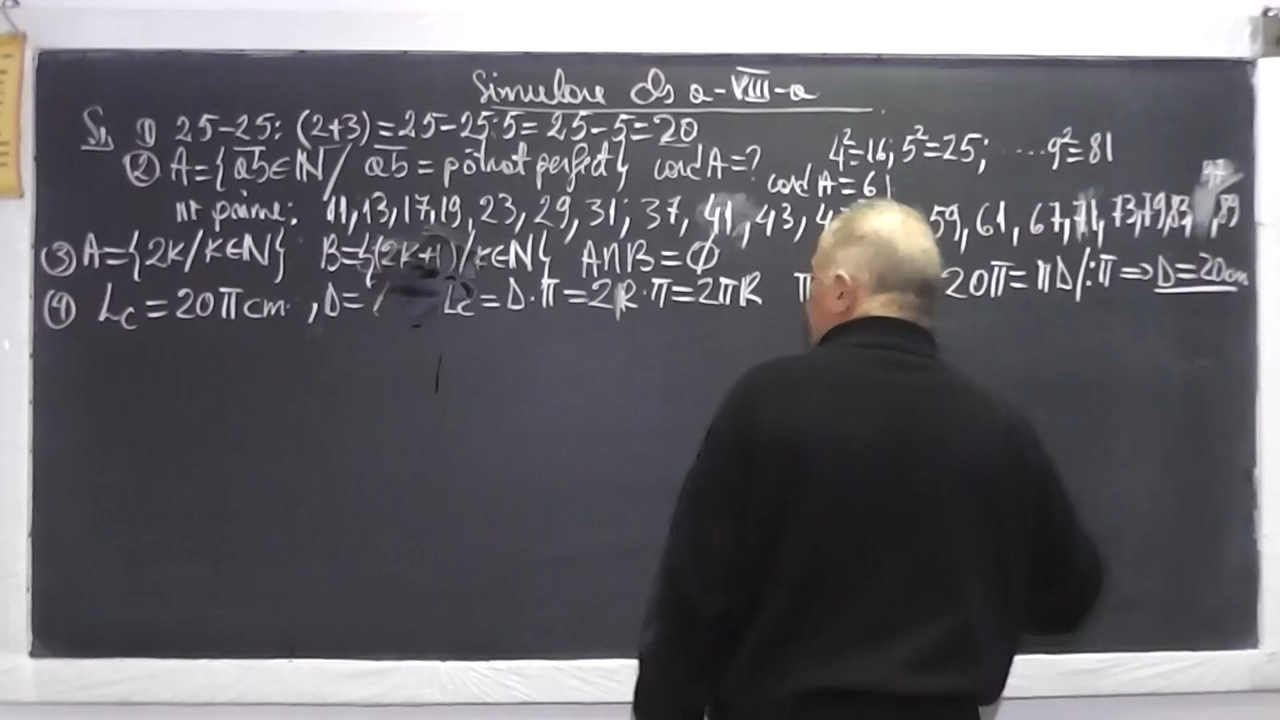 Simulare cls a-VIII-a
S₁, ① 25-25:(2+3)=25-25:5=25-5=20
② A={ab∈ℕ/ ab = pătrat perfect} card A=? 4²=16; 5²=25; ....9²=81
card A=6;
nr prime: 11,13,17,19, 23, 29, 31; 37, 41, 43, 59, 61, 67, 71, 73, 79, 83, 89
97
③ A={2k/k∈ℕ} B={(2k+1)/k∈ℕ} A∩B=∅
④ Lc=20π cm, D=? Lc=D·π=2R·π=2πR 20π=πD/:π⇒D=20cm